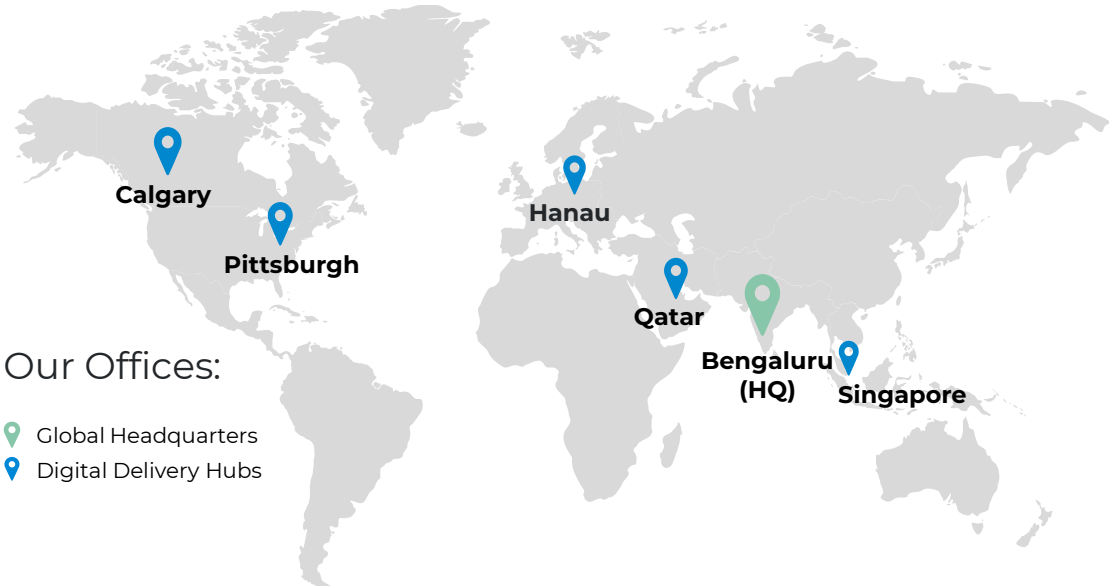 Calgary
Pittsburgh
Hanau
Qatar
Bengaluru
(HQ)
Singapore
Our Offices:
Global Headquarters
Digital Delivery Hubs